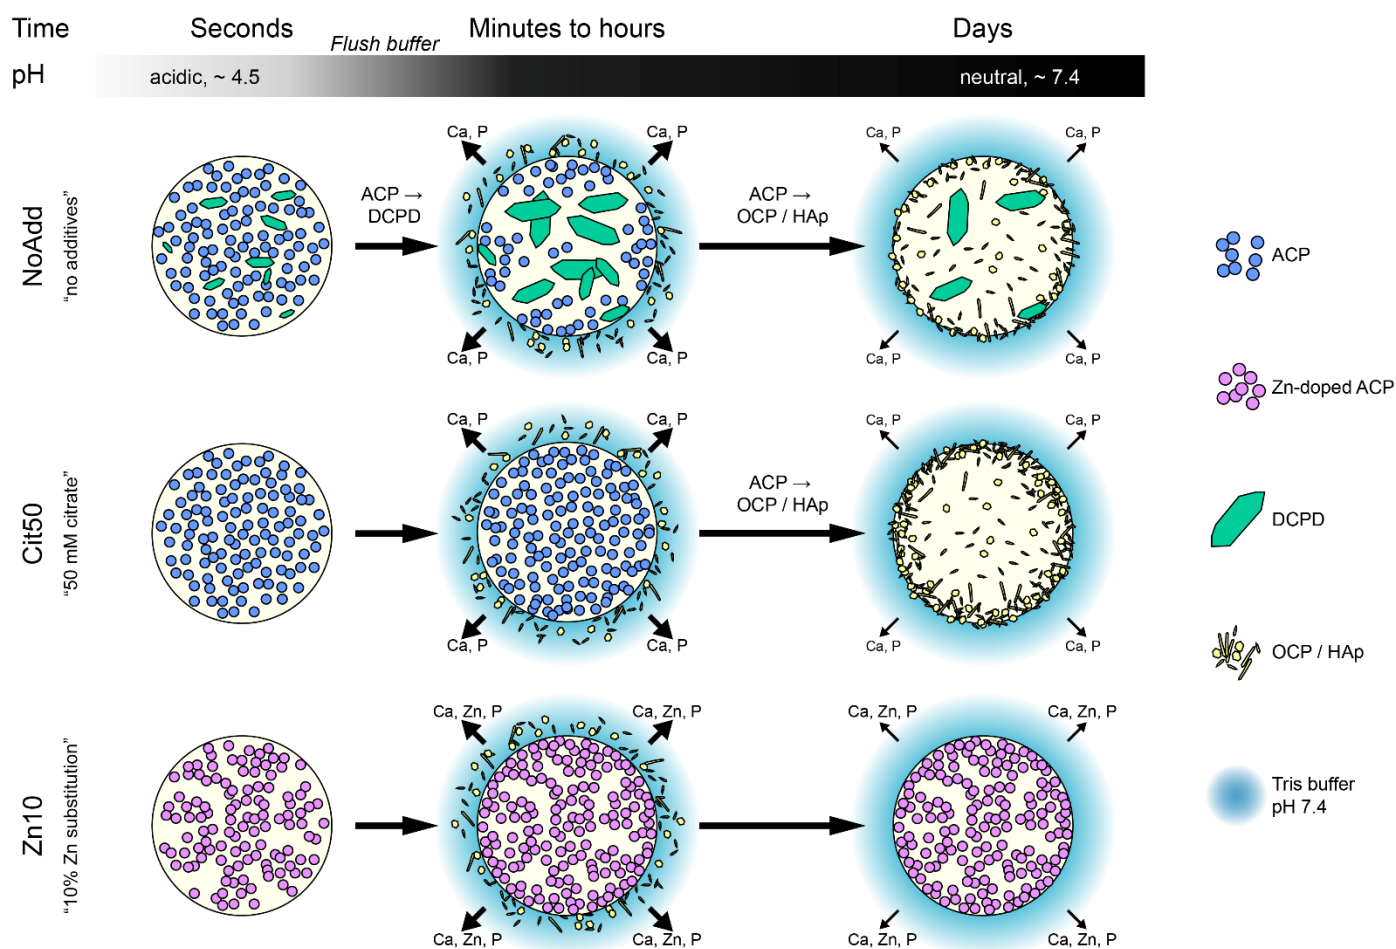 Time
Seconds
Flush buffer
Minutes to hours
Days
pH
acidic, ~ 4.5
neutral, ~ 7.4
NoAdd
“no additives”
ACP →
DCPD
Ca, P
Ca, P
Ca, P
Ca, P
ACP →
OCP / HAp
Ca, P
Ca, P
Ca, P
Ca, P
Cit50
“50 mM citrate”
Ca, P
Ca, P
Ca, P
Ca, P
ACP →
OCP / HAp
Ca, P
Ca, P
Ca, P
Ca, P
Zn10
“10% Zn substitution”
Ca, Zn, P
Ca, Zn, P
Ca, Zn, P
Ca, Zn, P
Ca, Zn, P
Ca, Zn, P
Ca, Zn, P
Ca, Zn, P
ACP
Zn-doped ACP
DCPD
OCP / HAp
Tris buffer
pH 7.4